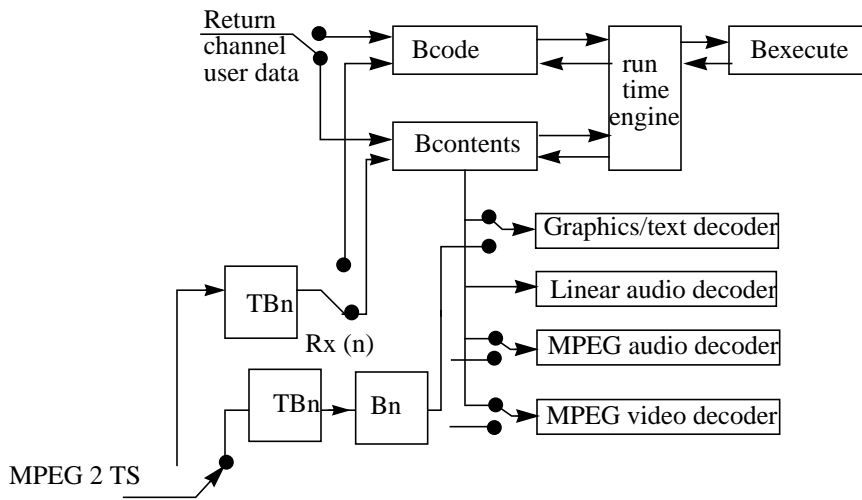 Return
channel
user data
Bcode
run
time
engine
Bexecute
Bcontents
Graphics/text decoder
TBn
Linear audio decoder
Rx (n)
MPEG audio decoder
TBn
Bn
MPEG video decoder
MPEG 2 TS